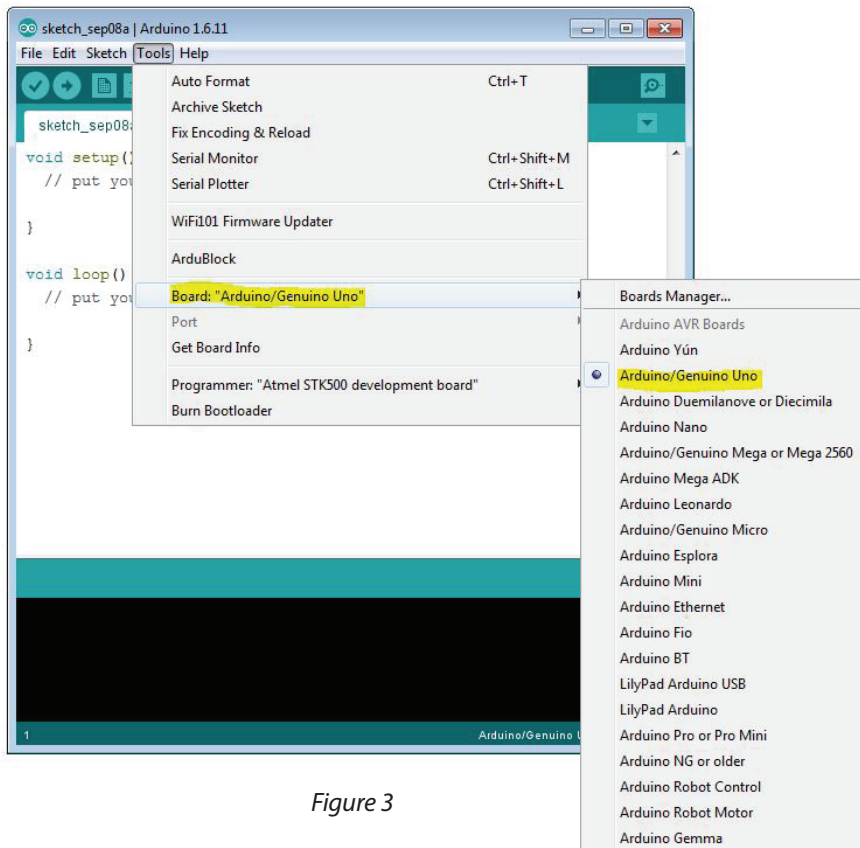 sketch_sep08a | Arduino 1.6.11
File Edit Sketch Tools Help
Auto Format Ctrl+T
Archive Sketch
Fix Encoding & Reload
Serial Monitor Ctrl+Shift+M
Serial Plotter Ctrl+Shift+L
WiFi101 Firmware Updater
ArduBlock
Board: "Arduino/Genuino Uno"
Port
Get Board Info
Programmer: "Atmel STK500 development board"
Burn Bootloader
sketch_sep08
void setup()
// put you
}
void loop()
// put you
}
Boards Manager...
Arduino AVR Boards
Arduino Yún
Arduino/Genuino Uno
Arduino Duemilanove or Diecimila
Arduino Nano
Arduino/Genuino Mega or Mega 2560
Arduino Mega ADK
Arduino Leonardo
Arduino/Genuino Micro
Arduino Esplora
Arduino Mini
Arduino Ethernet
Arduino Fio
Arduino BT
LilyPad Arduino USB
LilyPad Arduino
Arduino Pro or Pro Mini
Arduino NG or older
Arduino Robot Control
Arduino Robot Motor
Arduino Gemma
1 Arduino/Genuino
Figure 3